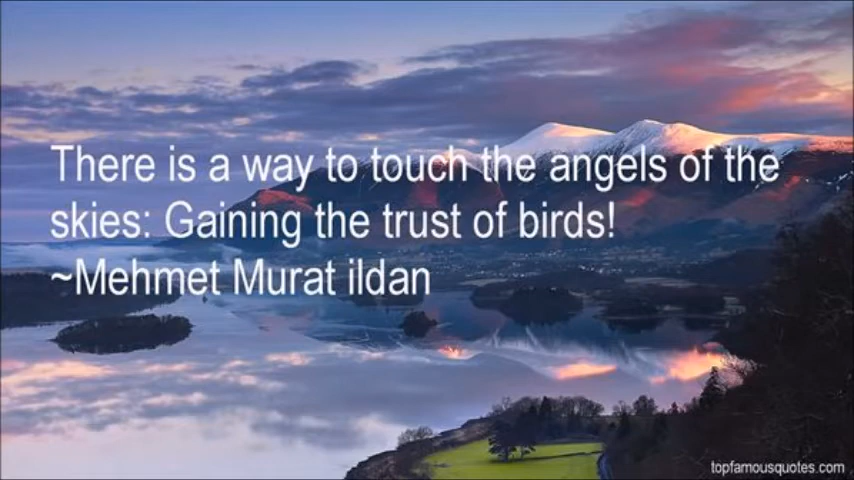 There is a way to touch the angels of the
skies: Gaining the trust of birds!
~Mehmet Murat ildan
topfamousquotes.com